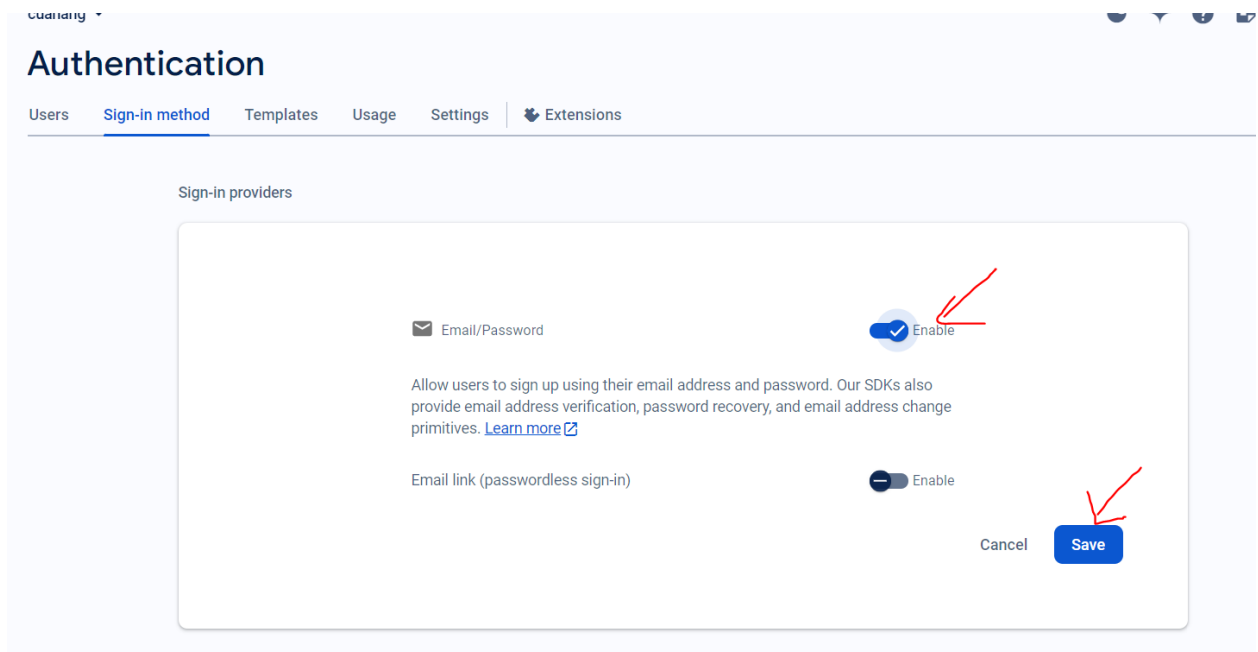 cuahang
Authentication
Users Sign-in method Templates Usage Settings Extensions
Sign-in providers
Email/Password Enable
Allow users to sign up using their email address and password. Our SDKs also
provide email address verification, password recovery, and email address change
primitives. Learn more
Email link (passwordless sign-in) Enable
Cancel Save